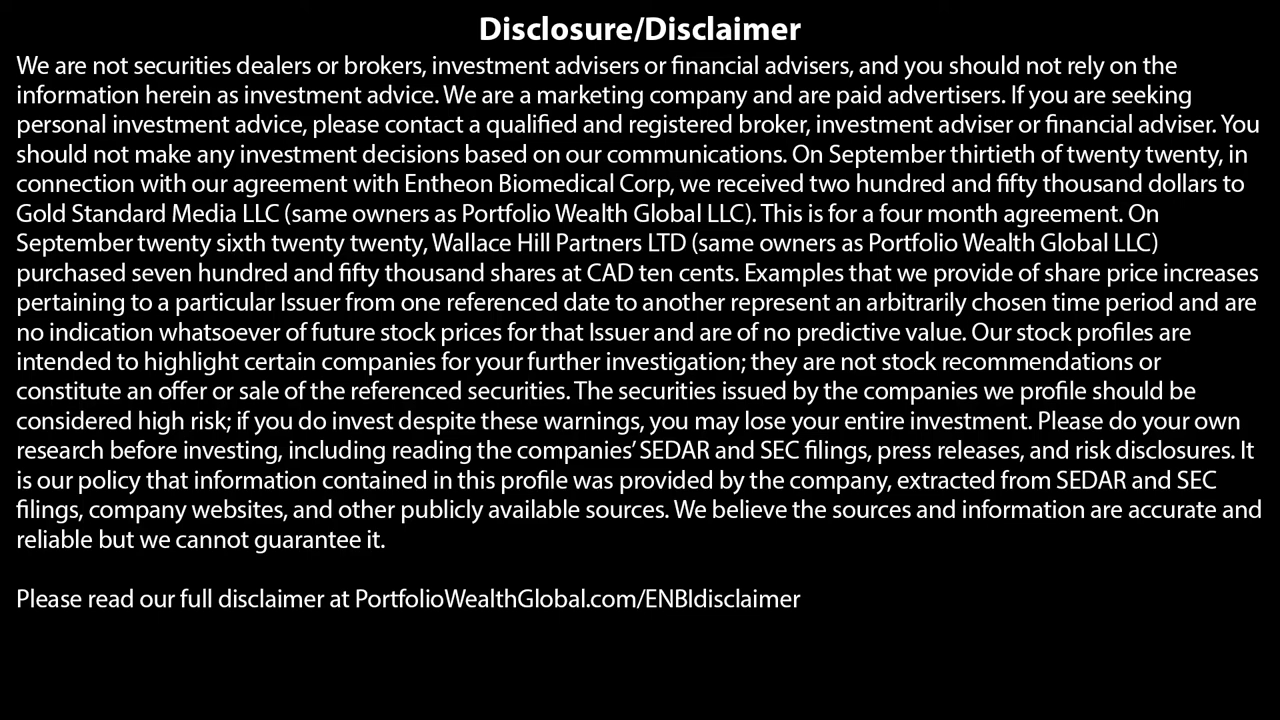 Disclosure/Disclaimer
We are not securities dealers or brokers, investment advisers or financial advisers, and you should not rely on the
information herein as investment advice. We are a marketing company and are paid advertisers. If you are seeking
personal investment advice, please contact a qualified and registered broker, investment adviser or financial adviser. You
should not make any investment decisions based on our communications. On September thirtieth of twenty twenty, in
connection with our agreement with Entheon Biomedical Corp, we received two hundred and fifty thousand dollars to
Gold Standard Media LLC (same owners as Portfolio Wealth Global LLC). This is for a four month agreement. On
September twenty sixth twenty twenty, Wallace Hill Partners LTD (same owners as Portfolio Wealth Global LLC)
purchased seven hundred and fifty thousand shares at CAD ten cents. Examples that we provide of share price increases
pertaining to a particular Issuer from one referenced date to another represent an arbitrarily chosen time period and are
no indication whatsoever of future stock prices for that Issuer and are of no predictive value. Our stock profiles are
intended to highlight certain companies for your further investigation; they are not stock recommendations or
constitute an offer or sale of the referenced securities. The securities issued by the companies we profile should be
considered high risk; if you do invest despite these warnings, you may lose your entire investment. Please do your own
research before investing, including reading the companies’ SEDAR and SEC filings, press releases, and risk disclosures. It
is our policy that information contained in this profile was provided by the company, extracted from SEDAR and SEC
filings, company websites, and other publicly available sources. We believe the sources and information are accurate and
reliable but we cannot guarantee it.
Please read our full disclaimer at PortfolioWealthGlobal.com/ENBIdisclaimer